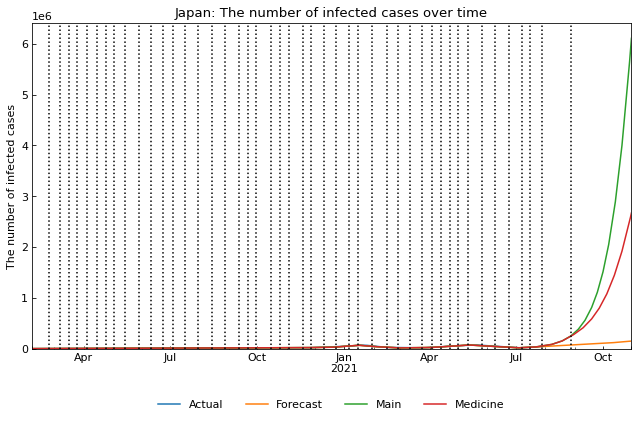 Japan: The number of infected cases over time
1e6
The number of infected cases
6
5
4
3
2
1
0
Apr
Jul
Oct
Jan
2021
Apr
Jul
Oct
Actual
Forecast
Main
Medicine